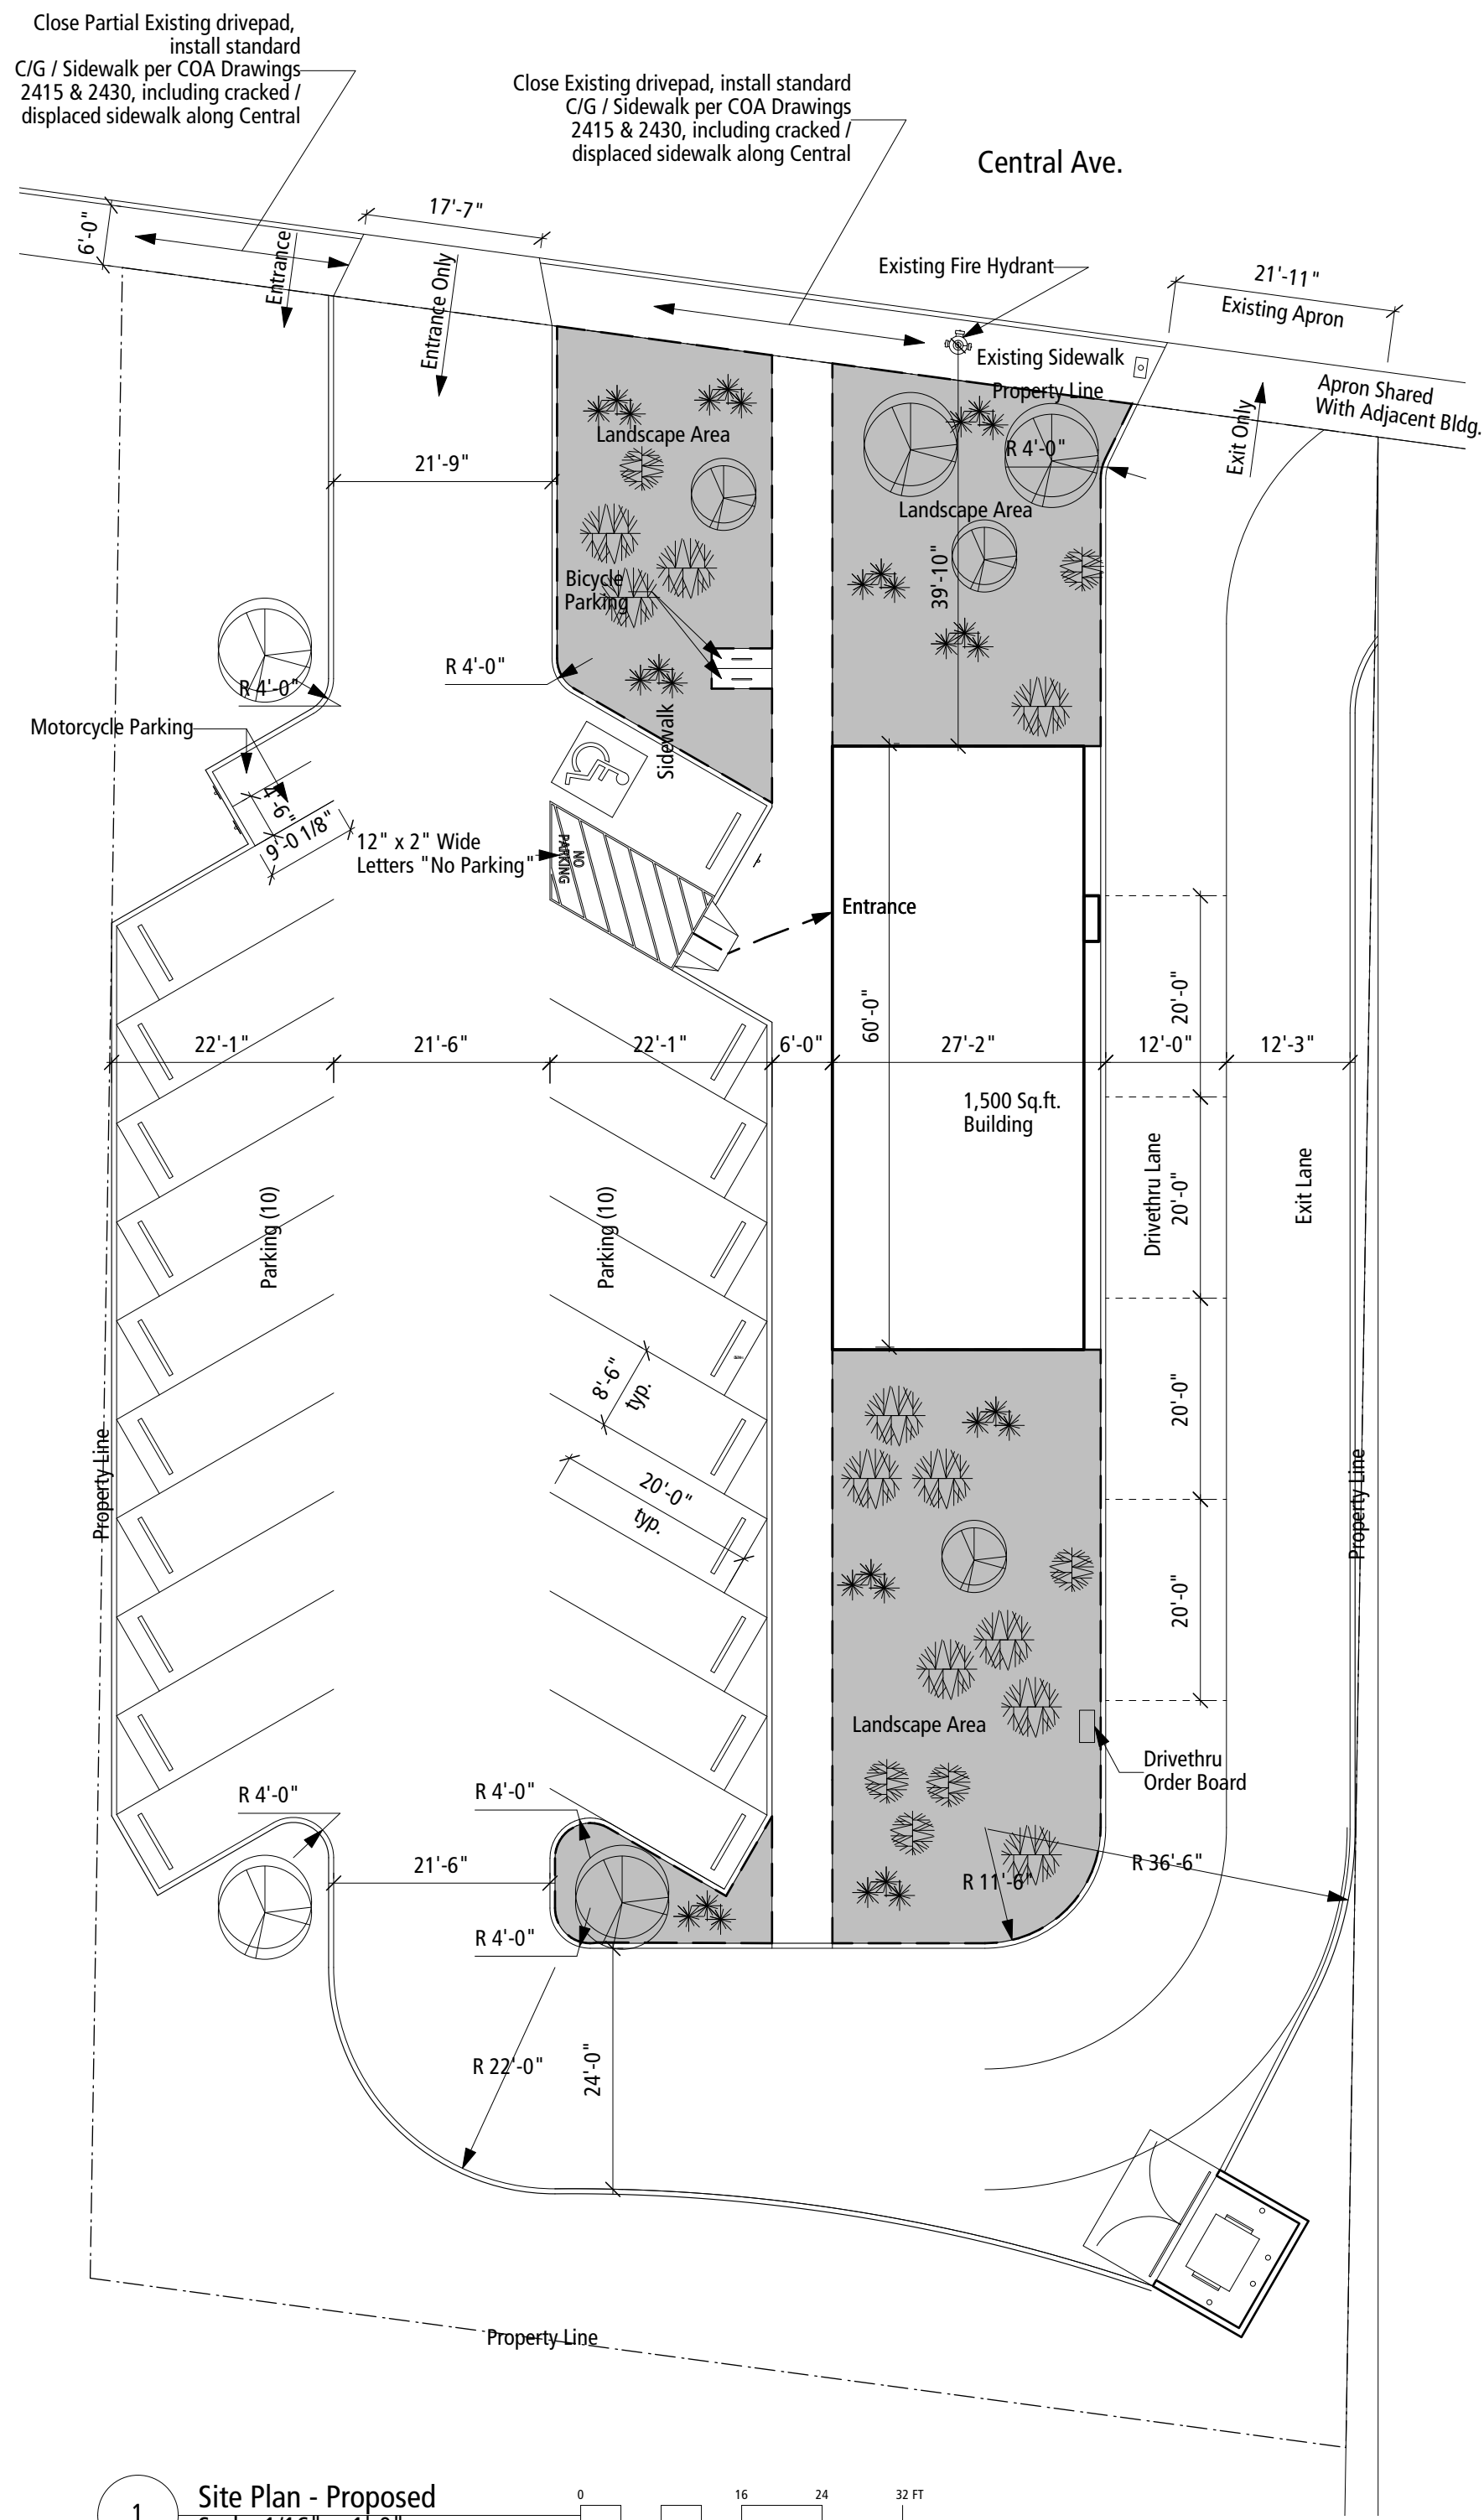 Close Partial Existing drivepad,
install standard
C/G / Sidewalk per COA Drawings
2415 & 2430, including cracked /
displaced sidewalk along Central
Close Existing drivepad, install standard
C/G / Sidewalk per COA Drawings
2415 & 2430, including cracked /
displaced sidewalk along Central
Central Ave.
6'-0"
17'-7"
Entrance
Entrance Only
Existing Fire Hydrant
21'-11"
Existing Apron
Existing Sidewalk
Property Line
Apron Shared
With Adjacent Bldg.
Exit Only
Landscape Area
R 4'-0"
21'-9"
Landscape Area
39'-10"
Bicycle
Parking
R 4'-0"
R 4'-0"
Sidewalk
Motorcycle Parking
4'-6"
9'-0 1/8"
12" x 2" Wide
Letters "No Parking"
NO
PARKING
Entrance
60'-0"
20'-0"
22'-1"
21'-6"
22'-1"
6'-0"
27'-2"
12'-0"
12'-3"
1,500 Sq.ft.
Building
Parking (10)
Parking (10)
Drivethru Lane
20'-0"
Exit Lane
8'-6"
typ.
20'-0"
20'-0"
typ.
Property Line
Property Line
20'-0"
Landscape Area
Drivethru
Order Board
R 4'-0"
R 4'-0"
21'-6"
R 36'-6"
R 11'-6"
R 4'-0"
R 22'-0"
24'-0"
Property Line
1
Site Plan - Proposed
Scale: 1/16" = 1'-0"
0
16
24
32 FT